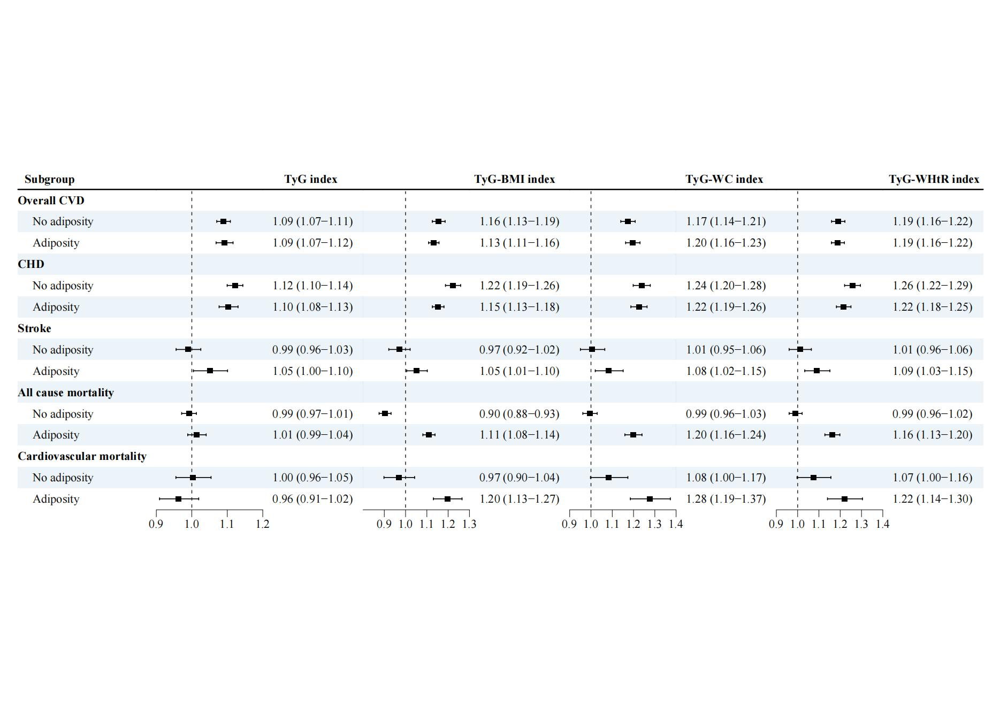 Subgroup TyG index TyG-BMI index TyG-WC index TyG-WHtR index
Overall CVD
No adiposity 1.09 (1.07−1.11) 1.16 (1.13−1.19) 1.17 (1.14−1.21) 1.19 (1.16−1.22)
Adiposity 1.09 (1.07−1.12) 1.13 (1.11−1.16) 1.20 (1.16−1.23) 1.19 (1.16−1.22)
CHD
No adiposity 1.12 (1.10−1.14) 1.22 (1.19−1.26) 1.24 (1.20−1.28) 1.26 (1.22−1.29)
Adiposity 1.10 (1.08−1.13) 1.15 (1.13−1.18) 1.22 (1.19−1.26) 1.22 (1.18−1.25)
Stroke
No adiposity 0.99 (0.96−1.03) 0.97 (0.92−1.02) 1.01 (0.95−1.06) 1.01 (0.96−1.06)
Adiposity 1.05 (1.00−1.10) 1.05 (1.01−1.10) 1.08 (1.02−1.15) 1.09 (1.03−1.15)
All cause mortality
No adiposity 0.99 (0.97−1.01) 0.90 (0.88−0.93) 0.99 (0.96−1.03) 0.99 (0.96−1.02)
Adiposity 1.01 (0.99−1.04) 1.11 (1.08−1.14) 1.20 (1.16−1.24) 1.16 (1.13−1.20)
Cardiovascular mortality
No adiposity 1.00 (0.96−1.05) 0.97 (0.90−1.04) 1.08 (1.00−1.17) 1.07 (1.00−1.16)
Adiposity 0.96 (0.91−1.02) 1.20 (1.13−1.27) 1.28 (1.19−1.37) 1.22 (1.14−1.30)
0.9 1.0 1.1 1.2 0.9 1.0 1.1 1.2 1.3 0.9 1.0 1.1 1.2 1.3 1.4 0.9 1.0 1.1 1.2 1.3 1.4